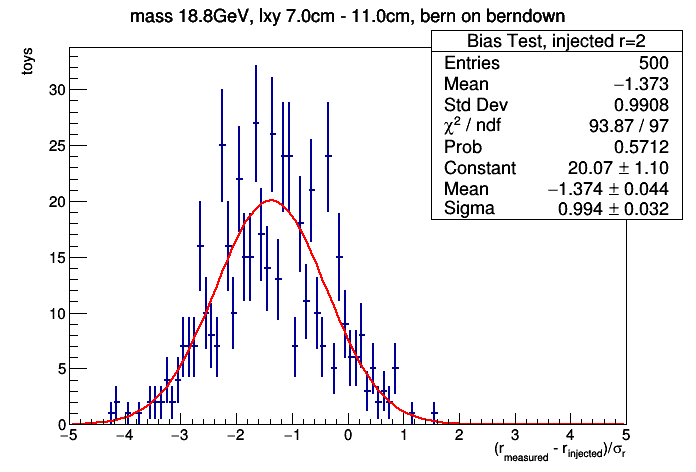 mass 18.8GeV, lxy 7.0cm - 11.0cm, bern on berndown
Bias Test, injected r=2
Entries 500
Mean −1.373
Std Dev 0.9908
χ² / ndf 93.87 / 97
Prob 0.5712
Constant 20.07 ± 1.10
Mean −1.374 ± 0.044
Sigma 0.994 ± 0.032
toys
30
25
20
15
10
5
0
−5 −4 −3 −2 −1 0 1 2 3 4 5
(r_measured - r_injected)/σ_r